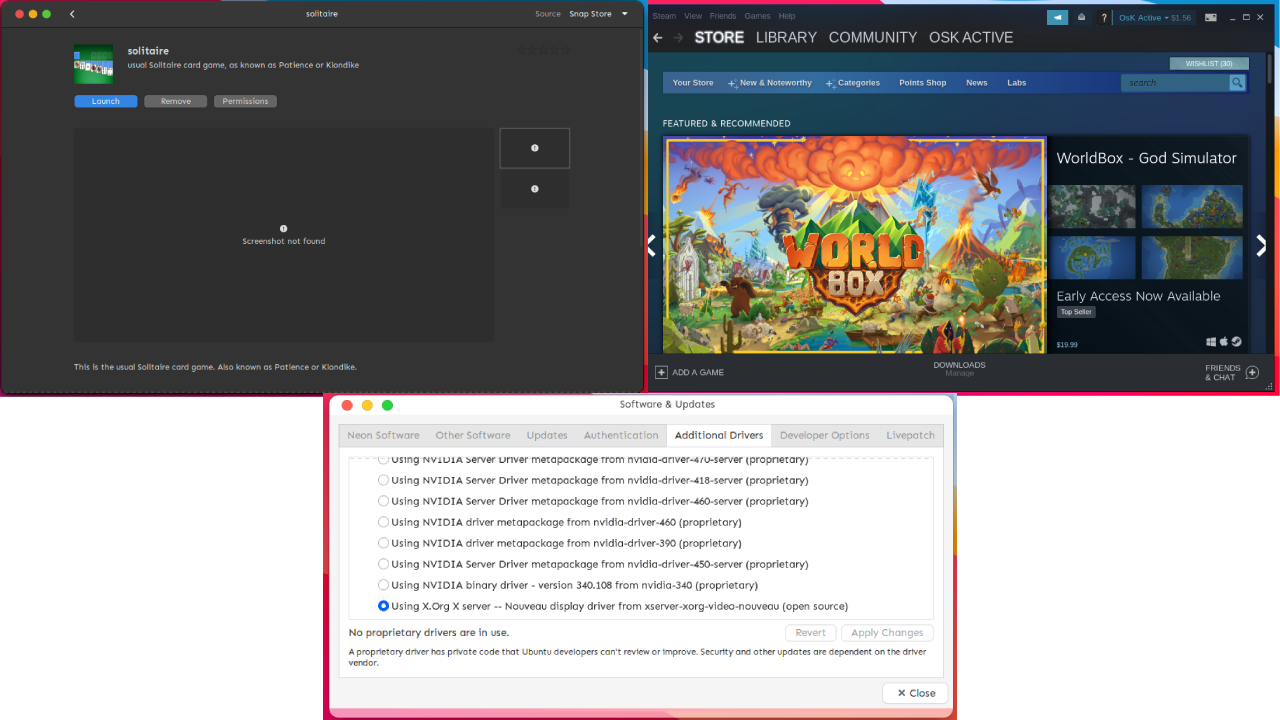 solitaire
Source Snap Store
solitaire
usual Solitaire card game, as known as Patience or Klondike
Launch Remove Permissions
Screenshot not found
This is the usual Solitaire card game. Also known as Patience or Klondike.
Steam View Friends Games Help
? OsK Active $1.56
STORE LIBRARY COMMUNITY OSK ACTIVE
WISHLIST (30)
Your Store New & Noteworthy Categories Points Shop News Labs search
FEATURED & RECOMMENDED
WORLD
BOX
WorldBox - God Simulator
Early Access Now Available
Top Seller
$19.99
ADD A GAME
DOWNLOADS
Manage
FRIENDS
& CHAT
Software & Updates
Neon Software Other Software Updates Authentication Additional Drivers Developer Options Livepatch
Using NVIDIA Server Driver metapackage from nvidia-driver-470-server (proprietary)
Using NVIDIA Server Driver metapackage from nvidia-driver-418-server (proprietary)
Using NVIDIA Server Driver metapackage from nvidia-driver-460-server (proprietary)
Using NVIDIA driver metapackage from nvidia-driver-460 (proprietary)
Using NVIDIA driver metapackage from nvidia-driver-390 (proprietary)
Using NVIDIA Server Driver metapackage from nvidia-driver-450-server (proprietary)
Using NVIDIA binary driver - version 340.108 from nvidia-340 (proprietary)
Using X.Org X server -- Nouveau display driver from xserver-xorg-video-nouveau (open source)
No proprietary drivers are in use.
Revert Apply Changes
A proprietary driver has private code that Ubuntu developers can't review or improve. Security and other updates are dependent on the driver
vendor.
Close